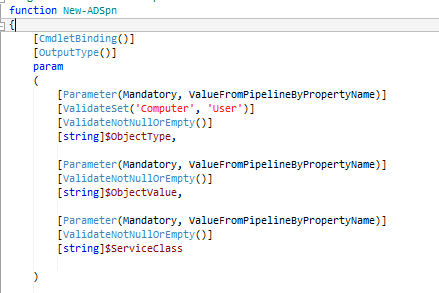 function New-ADSpn
{
    [CmdletBinding()]
    [OutputType()]
    param
    (
        [Parameter(Mandatory, ValueFromPipelineByPropertyName)]
        [ValidateSet('Computer', 'User')]
        [ValidateNotNullOrEmpty()]
        [string]$ObjectType,

        [Parameter(Mandatory, ValueFromPipelineByPropertyName)]
        [ValidateNotNullOrEmpty()]
        [string]$ObjectValue,

        [Parameter(Mandatory, ValueFromPipelineByPropertyName)]
        [ValidateNotNullOrEmpty()]
        [string]$ServiceClass

    )